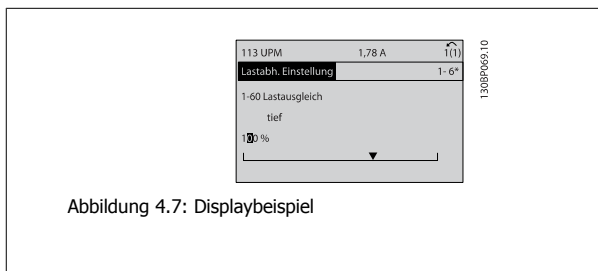 113 UPM 1,78 A 1(1)
Lastabh. Einstellung 1- 6*
1-60 Lastausgleich
tief
100 %
130BP069.10
Abbildung 4.7: Displaybeispiel